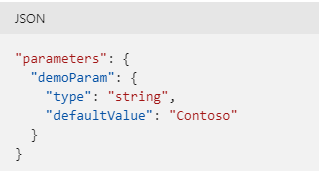 JSON
"parameters": {
  "demoParam": {
    "type": "string",
    "defaultValue": "Contoso"
  }
}